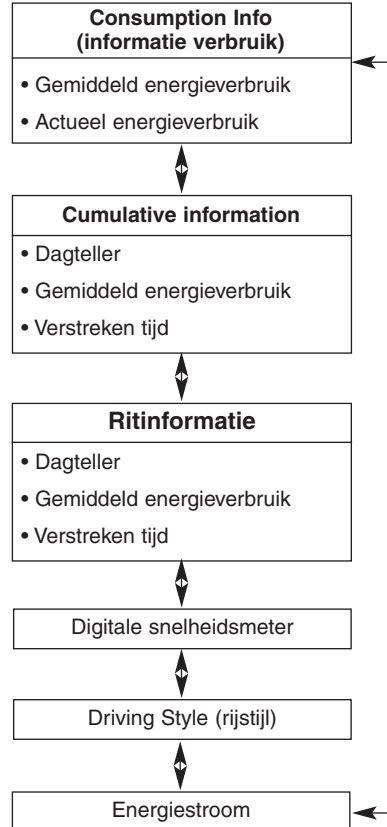 Consumption Info
(informatie verbruik)
• Gemiddeld energieverbruik
• Actueel energieverbruik
Cumulative information
• Dagteller
• Gemiddeld energieverbruik
• Verstreken tijd
Ritinformatie
• Dagteller
• Gemiddeld energieverbruik
• Verstreken tijd
Digitale snelheidsmeter
Driving Style (rijstijl)
Energiestroom